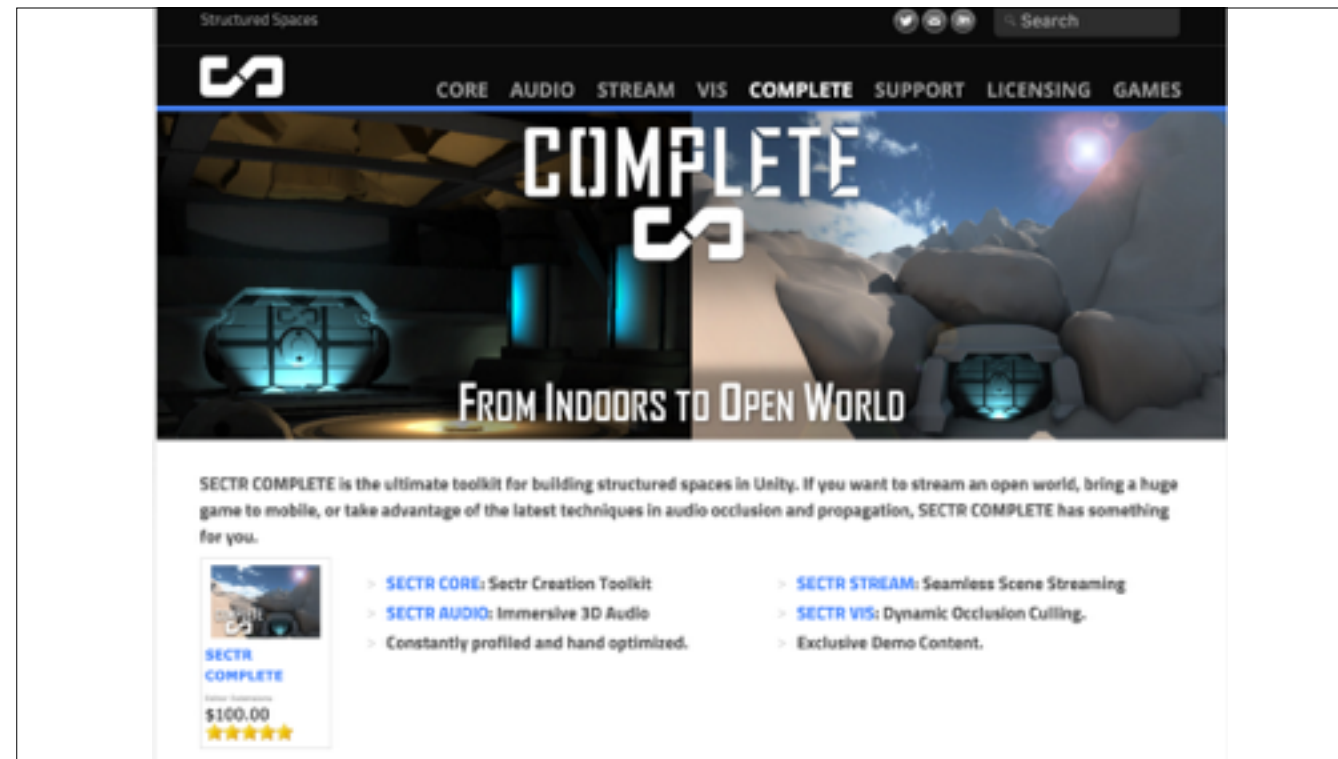 Structured Spaces
Search
CORE AUDIO STREAM VIS COMPLETE SUPPORT LICENSING GAMES
COMPLETE
FROM INDOORS TO OPEN WORLD
SECTR COMPLETE is the ultimate toolkit for building structured spaces in Unity. If you want to stream an open world, bring a huge
game to mobile, or take advantage of the latest techniques in audio occlusion and propagation, SECTR COMPLETE has something
for you.
> SECTR CORE: Sectr Creation Toolkit
> SECTR AUDIO: Immersive 3D Audio
> Constantly profiled and hand optimized.
> SECTR STREAM: Seamless Scene Streaming
> SECTR VIS: Dynamic Occlusion Culling.
> Exclusive Demo Content.
SECTR
COMPLETE
$100.00